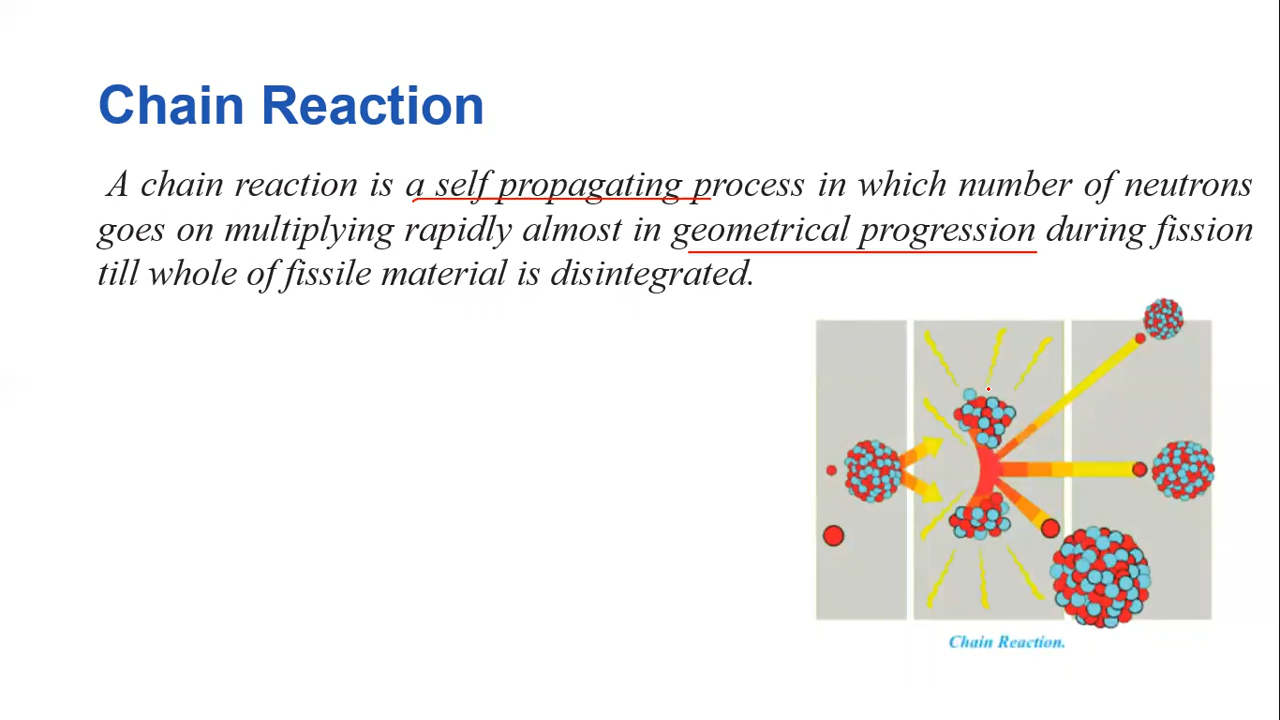 Chain Reaction
A chain reaction is a self propagating process in which number of neutrons
goes on multiplying rapidly almost in geometrical progression during fission
till whole of fissile material is disintegrated.
Chain Reaction.